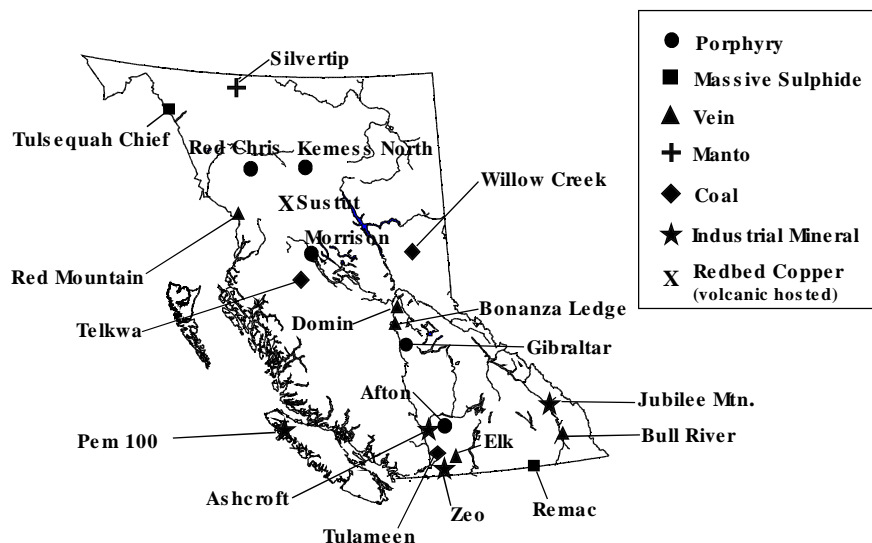 Silvertip
Tulsequah Chief
Red Chris
Kemess North
X Sustut
Willow Creek
Morrison
Red Mountain
Telkwa
Domin
Bonanza Ledge
Gibraltar
Afton
Jubilee Mtn.
Pem 100
Elk
Bull River
Ashcroft
Zeo
Remac
Tulameen
Porphyry
Massive Sulphide
Vein
Manto
Coal
Industrial Mineral
X Redbed Copper
(volcanic hosted)